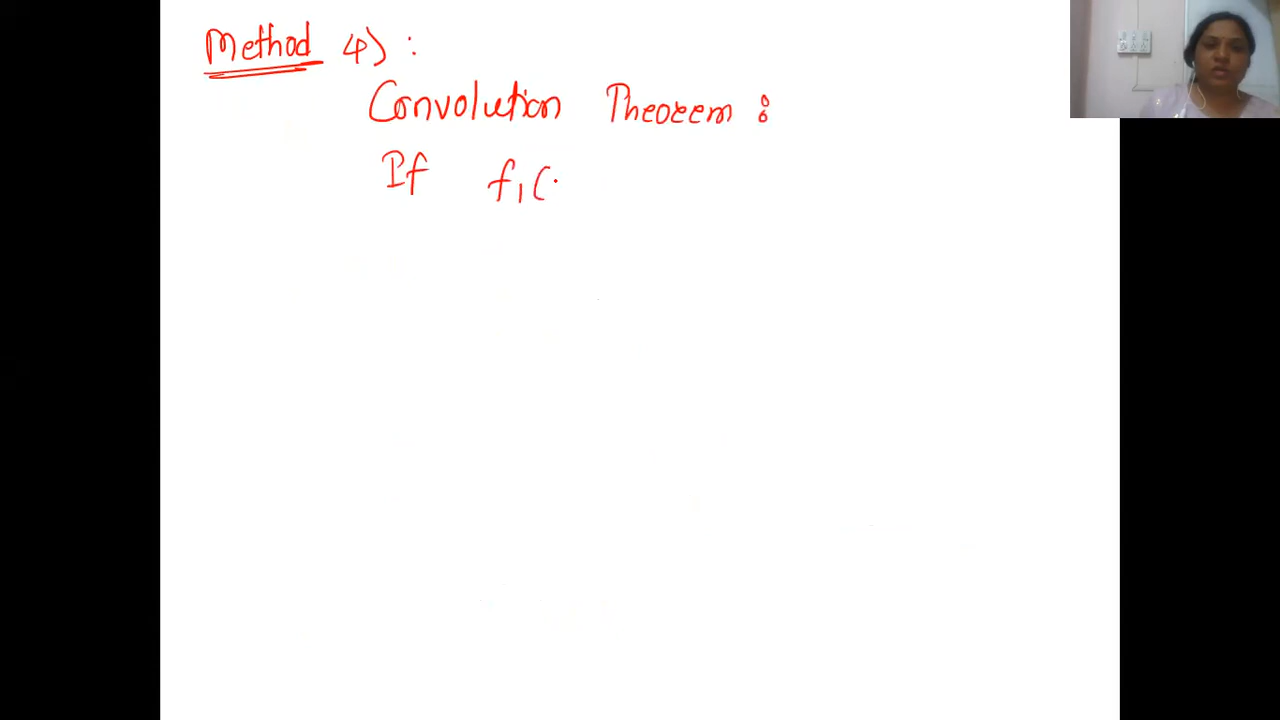 Method 4) :
Convolution Theorem :
If f1(